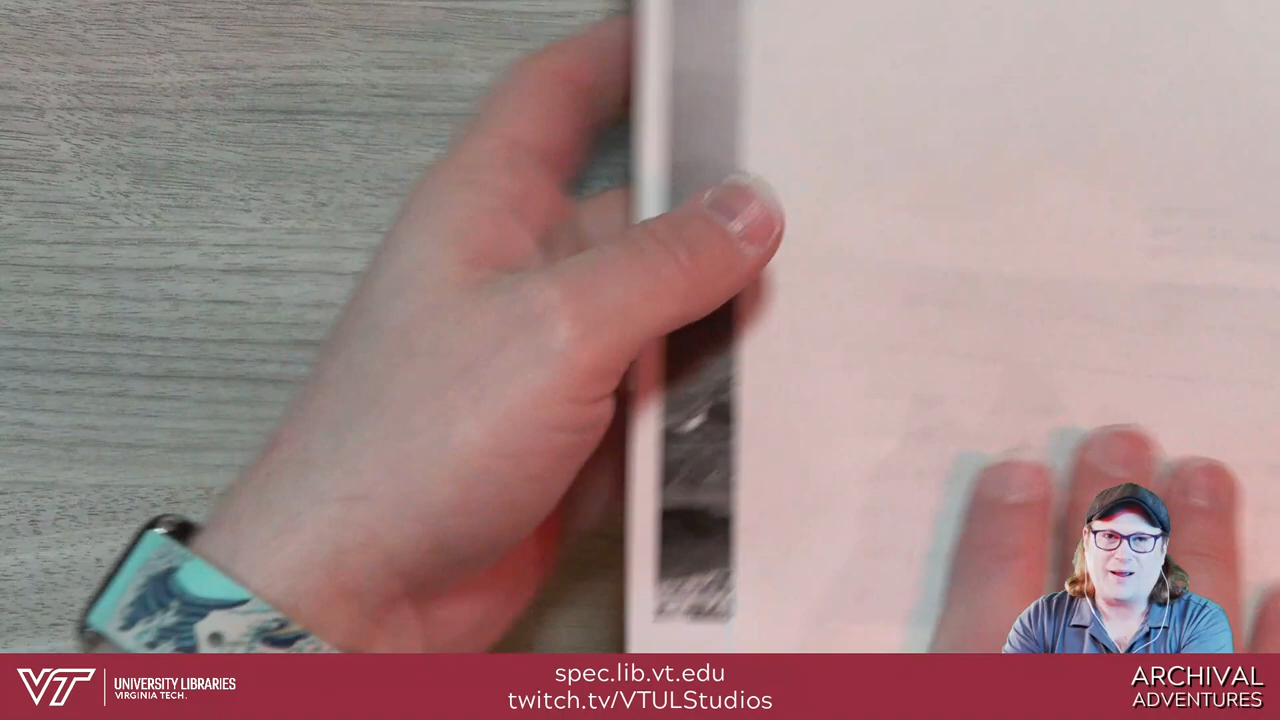 VT UNIVERSITY LIBRARIES
VIRGINIA TECH.
spec.lib.vt.edu
twitch.tv/VTULStudios
ARCHIVAL
ADVENTURES